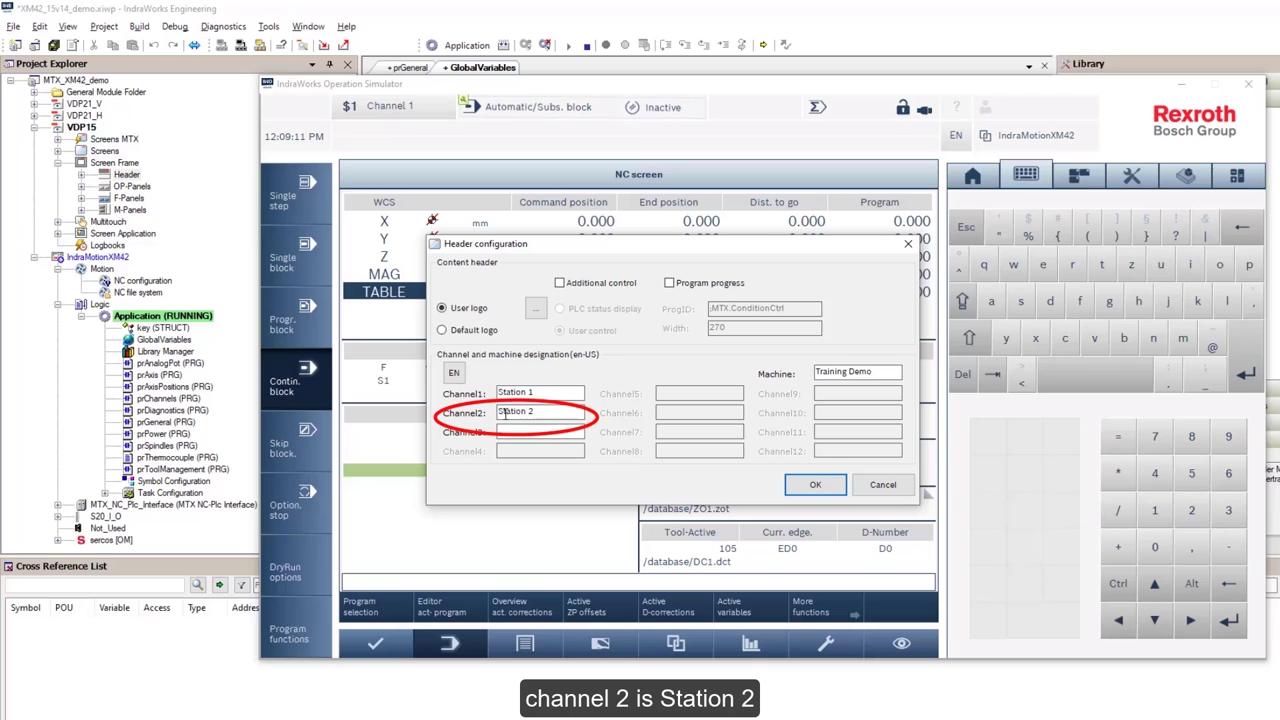 *XM42_15v14_demo.xiwp - IndraWorks Engineering
File Edit View Project Build Debug Diagnostics Tools Window Help
Application
Project Explorer
prGeneral
GlobalVariables
Library
MTX_XM42_demo
General Module Folder
VDP21_V
VDP21_H
VDP15
Screens MTX
Screens
Screen Frame
Header
OP-Panels
F-Panels
M-Panels
Multitouch
Screen Application
Logbooks
IndraMotionXM42
Motion
NC configuration
NC file system
Logic
Application (RUNNING)
key (STRUCT)
GlobalVariables
Library Manager
prAnalogPot (PRG)
prAxis (PRG)
prAxisPositions (PRG)
prChannels (PRG)
prDiagnostics (PRG)
prGeneral (PRG)
prPower (PRG)
prSpindles (PRG)
prThermocouple (PRG)
prToolManagement (PRG)
Symbol Configuration
Task Configuration
MTX_NC_Plc_Interface (MTX NC-Plc Interface)
S20_I_O
Not_Used
sercos [OM]
Cross Reference List
Symbol POU Variable Access Type Addres
IndraWorks Operation Simulator
$1 Channel 1 Automatic/Subs. block Inactive
12:09:11 PM
EN IndraMotionXM42
Rexroth
Bosch Group
Single step
Single block
Progr. block
Contin. block
Skip block.
Option. stop
DryRun options
Program functions
NC screen
WCS Command position End position Dist. to go Program
X mm 0.000 0.000 0.000 0.000
Y
Z
MAG
TABLE
F
S1
Header configuration
Content header
Additional control
Program progress
User logo
...
PLC status display
ProgID:
;MTX.ConditionCtrl
Default logo
User control
Width:
270
Channel and machine designation(en-US)
EN
Machine: Training Demo
Channel1: Station 1 Channel5: Channel9:
Channel2: Station 2 Channel6: Channel10:
Channel3: Channel7: Channel11:
Channel4: Channel8: Channel12:
OK Cancel
/database/ZO1.zot
Tool-Active Curr. edge. D-Number
105 ED0 D0
/database/DC1.dct
Program selection
Editor act- program
Overview act. corrections
Active ZP offsets
Active D-corrections
Active variables
More functions
Esc ' " $ % # & { ! ( ! ) ? } |
^ q w e r t z u i o p
a s d f g h j k l
y x c v b n m @
Del < > * ' _
= 7 8 9
* 4 5 6
/ 1 2 3
+ 0 , -
Ctrl Alt
channel 2 is Station 2